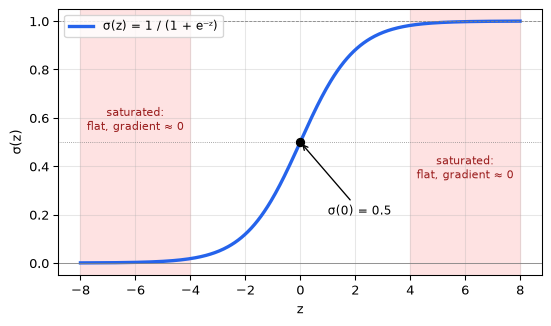 σ(z) = 1 / (1 + e⁻ᶻ)
1.0
0.8
0.6
0.4
0.2
0.0
σ(z)
saturated:
flat, gradient ≈ 0
saturated:
flat, gradient ≈ 0
σ(0) = 0.5
−8
−6
−4
−2
0
2
4
6
8
z